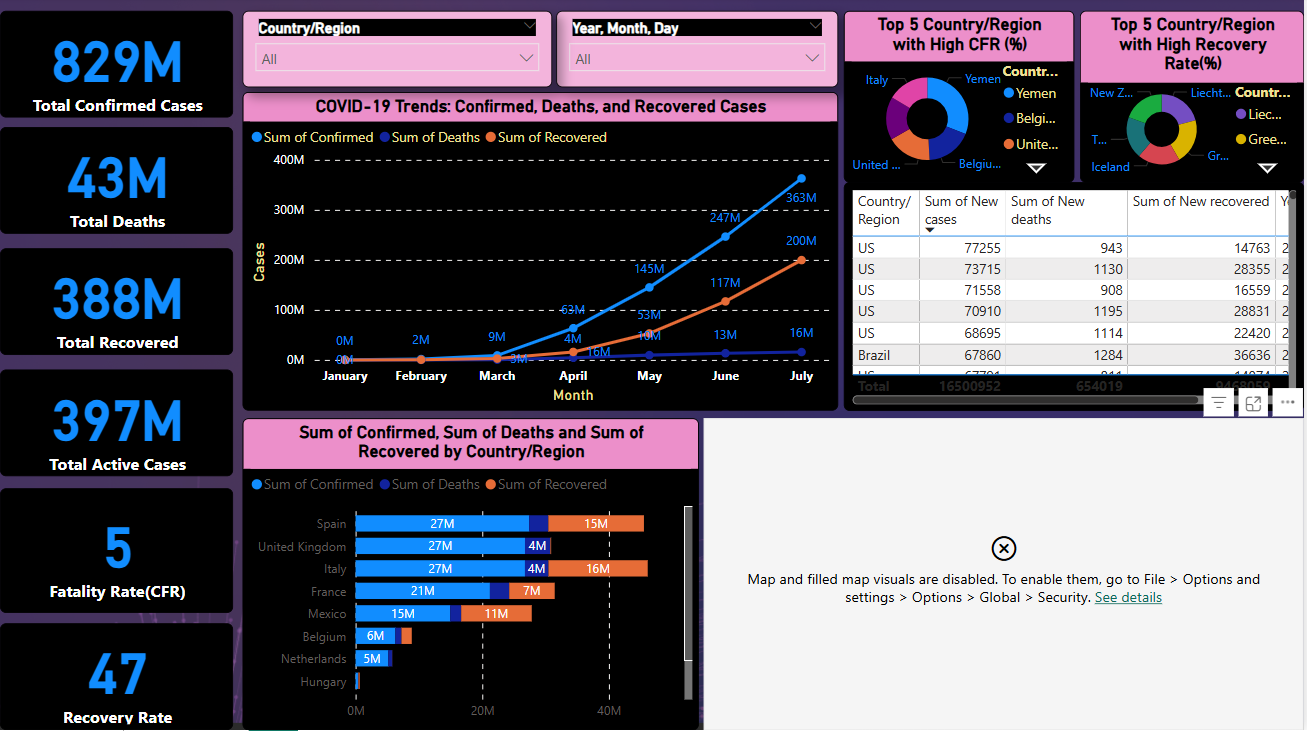 829M
Total Confirmed Cases
43M
Total Deaths
388M
Total Recovered
397M
Total Active Cases
5
Fatality Rate(CFR)
47
Recovery Rate
Country/Region
All
Year, Month, Day
All
COVID-19 Trends: Confirmed, Deaths, and Recovered Cases
Sum of Confirmed Sum of Deaths Sum of Recovered
400M
300M
200M
100M
0M
Cases
0M 2M 9M 63M 145M 247M 363M
0M 3M 16M 53M 117M 200M
4M 13M 16M
January February March April May June July
Month
Top 5 Country/Region
with High CFR (%)
Italy
Yemen
United ...
Belgiu...
Countr...
Yemen
Belgi...
Unite...
Top 5 Country/Region
with High Recovery
Rate(%)
New Z...
Liecht...
T...
Gr...
Iceland
Countr...
Liec...
Gree...
Country/
Region
Sum of New
cases
Sum of New
deaths
Sum of New recovered
US 77255 943 14763 2
US 73715 1130 28355 2
US 71558 908 16559 2
US 70910 1195 28831 2
US 68695 1114 22420 2
Brazil 67860 1284 36636 2
Total 16500952 654019 9468059
Sum of Confirmed, Sum of Deaths and Sum of
Recovered by Country/Region
Sum of Confirmed Sum of Deaths Sum of Recovered
Spain 27M 15M
United Kingdom 27M 4M
Italy 27M 4M 16M
France 21M 7M
Mexico 15M 11M
Belgium 6M
Netherlands 5M
Hungary
0M 20M 40M
Map and filled map visuals are disabled. To enable them, go to File > Options and
settings > Options > Global > Security. See details